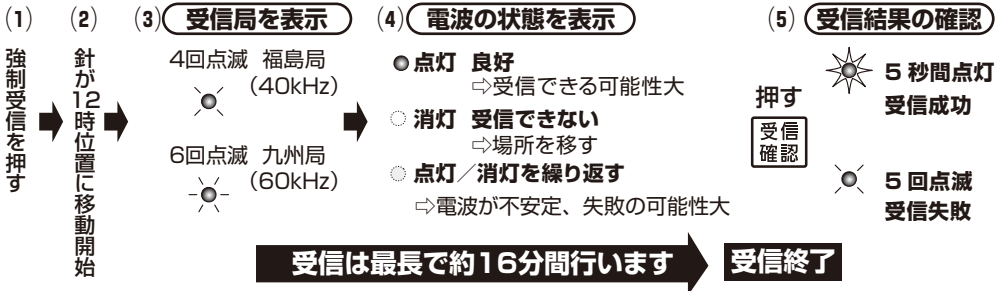 (1)
強制受信を押す
(2)
針が12時位置に移動開始
(3) 受信局を表示
4回点滅 福島局
(40kHz)
6回点滅 九州局
(60kHz)
(4) 電波の状態を表示
点灯 良好
⇨受信できる可能性大
消灯 受信できない
⇨場所を移す
点灯／消灯を繰り返す
⇨電波が不安定、失敗の可能性大
受信は最長で約16分間行います
受信終了
(5) 受信結果の確認
押す
受信
確認
5 秒間点灯
受信成功
5 回点滅
受信失敗